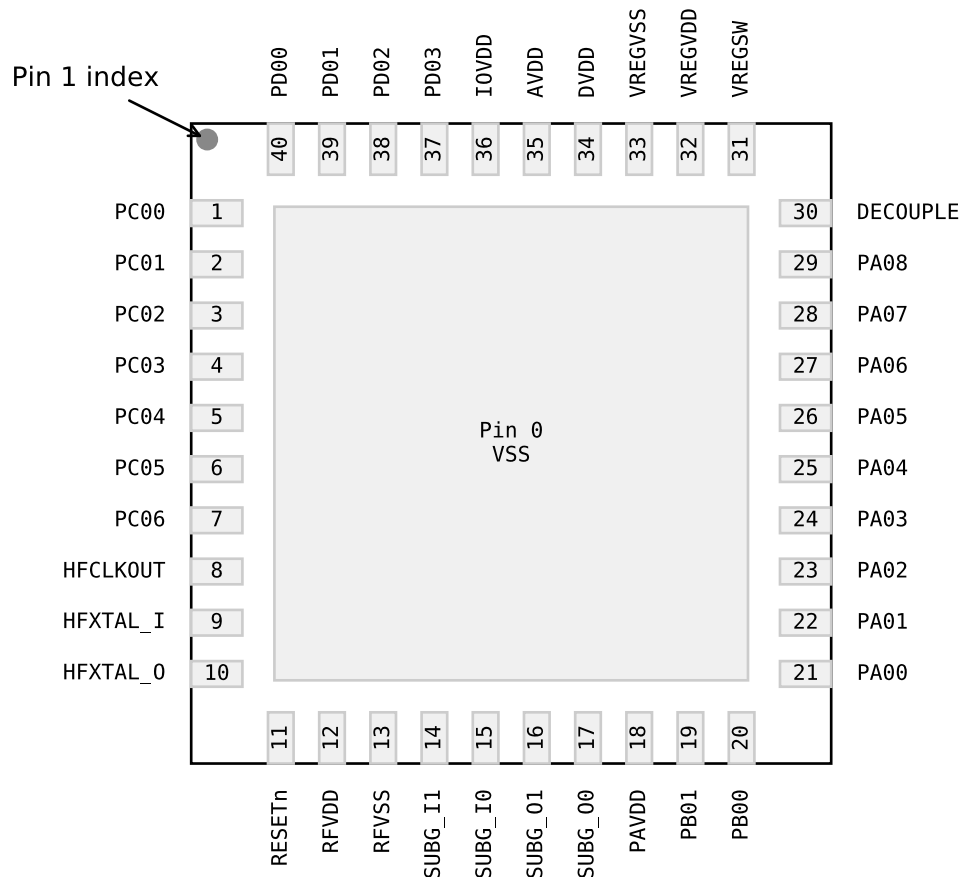 Pin 1 index
PD00 PD01 PD02 PD03 IOVDD AVDD DVDD VREGVSS VREGVDD VREGSW
40 39 38 37 36 35 34 33 32 31
PC00 1 30 DECOUPLE
PC01 2 29 PA08
PC02 3 28 PA07
PC03 4 27 PA06
PC04 5 26 PA05
Pin 0
VSS
PC05 6 25 PA04
PC06 7 24 PA03
HFCLKOUT 8 23 PA02
HFXTAL_I 9 22 PA01
HFXTAL_O 10 21 PA00
11 12 13 14 15 16 17 18 19 20
RESETn RFVDD RFVSS SUBG_I1 SUBG_I0 SUBG_O1 SUBG_O0 PAVDD PB01 PB00